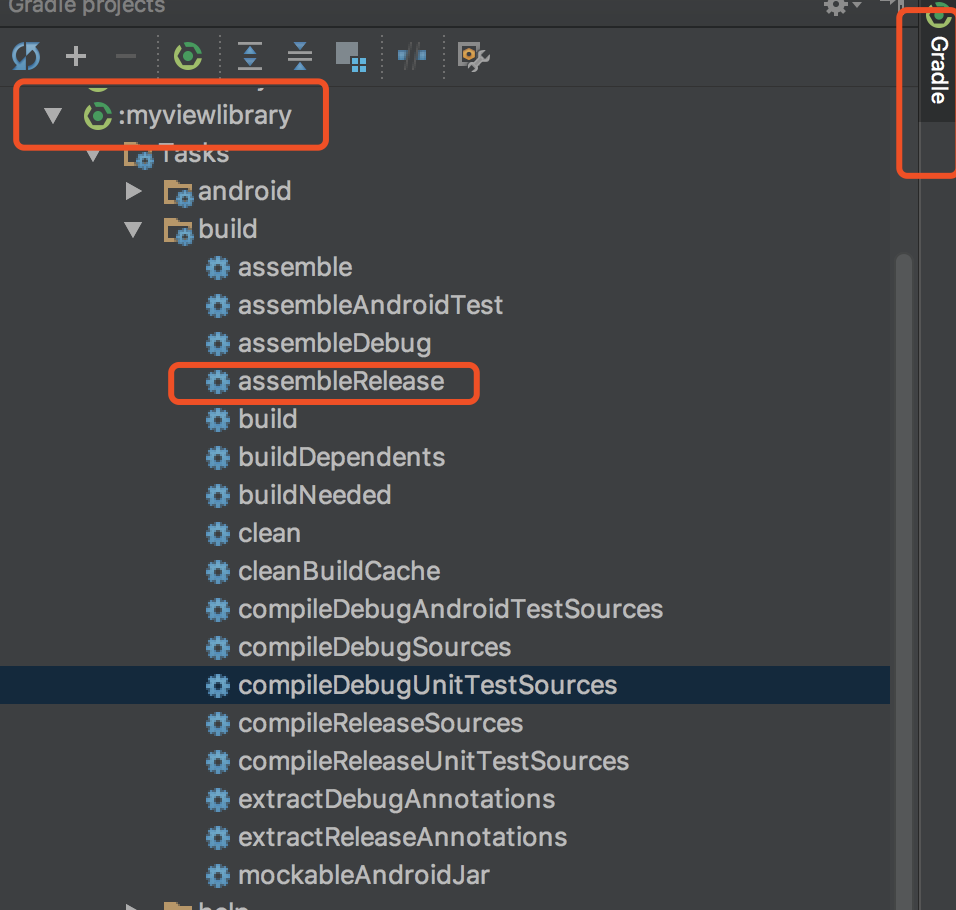 Gradle projects
Gradle
:myviewlibrary
Tasks
android
build
assemble
assembleAndroidTest
assembleDebug
assembleRelease
build
buildDependents
buildNeeded
clean
cleanBuildCache
compileDebugAndroidTestSources
compileDebugSources
compileDebugUnitTestSources
compileReleaseSources
compileReleaseUnitTestSources
extractDebugAnnotations
extractReleaseAnnotations
mockableAndroidJar
help